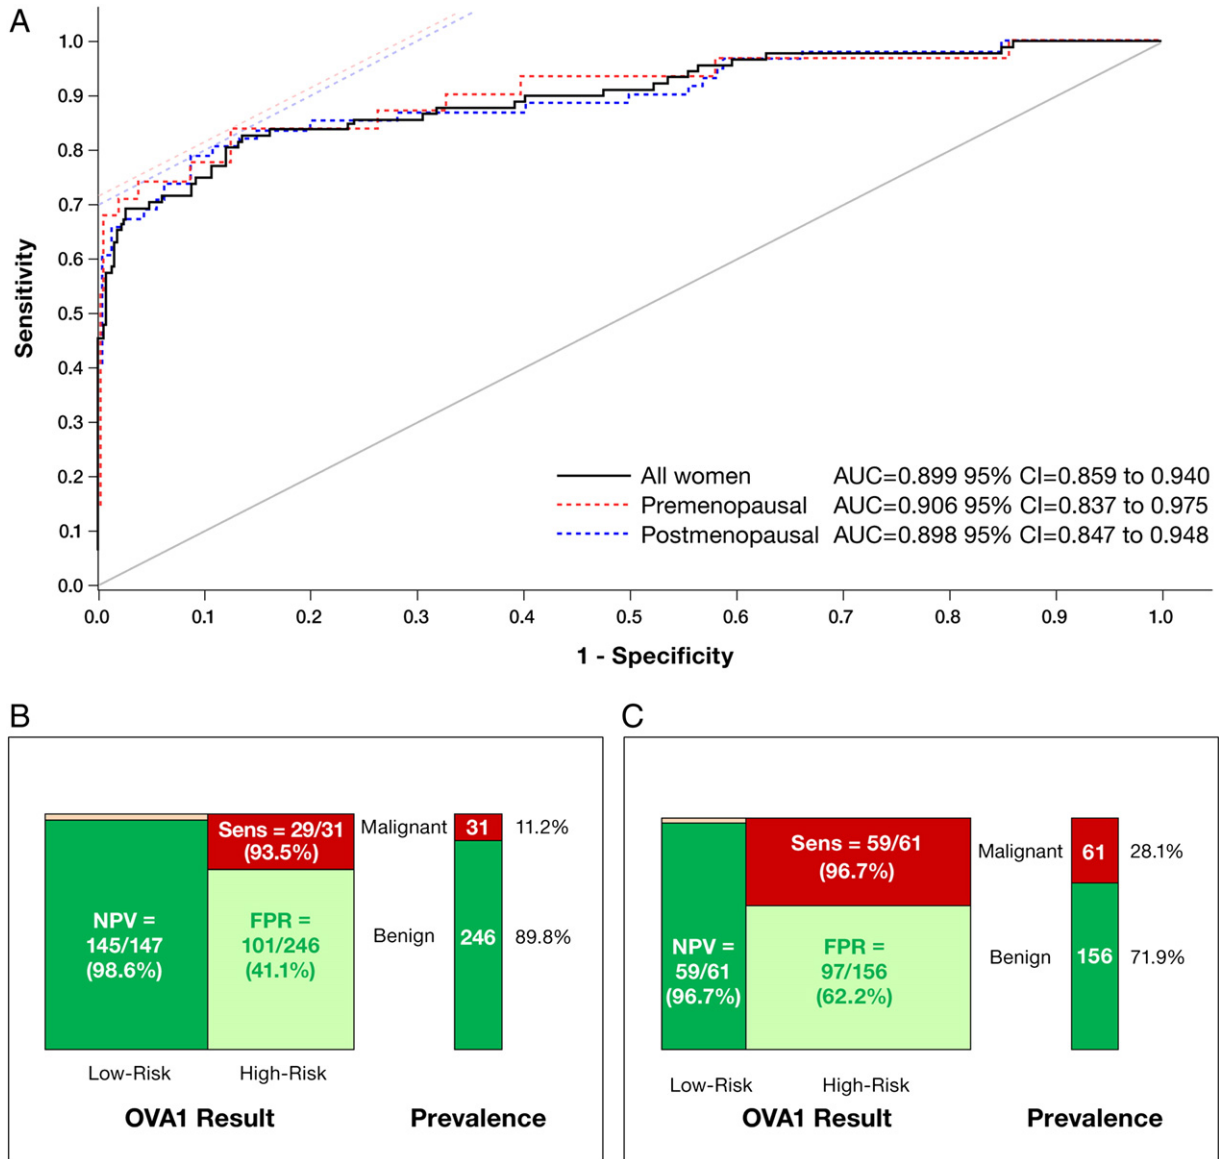 A
1.0
0.9
0.8
0.7
0.6
0.5
0.4
0.3
0.2
0.1
0.0
Sensitivity
All women AUC=0.899 95% CI=0.859 to 0.940
Premenopausal AUC=0.906 95% CI=0.837 to 0.975
Postmenopausal AUC=0.898 95% CI=0.847 to 0.948
0.0 0.1 0.2 0.3 0.4 0.5 0.6 0.7 0.8 0.9 1.0
1 - Specificity
B
Sens = 29/31
(93.5%)
NPV =
145/147
(98.6%)
FPR =
101/246
(41.1%)
Malignant 31 11.2%
Benign 246 89.8%
Low-Risk High-Risk
OVA1 Result Prevalence
C
Sens = 59/61
(96.7%)
NPV =
59/61
(96.7%)
FPR =
97/156
(62.2%)
Malignant 61 28.1%
Benign 156 71.9%
Low-Risk High-Risk
OVA1 Result Prevalence